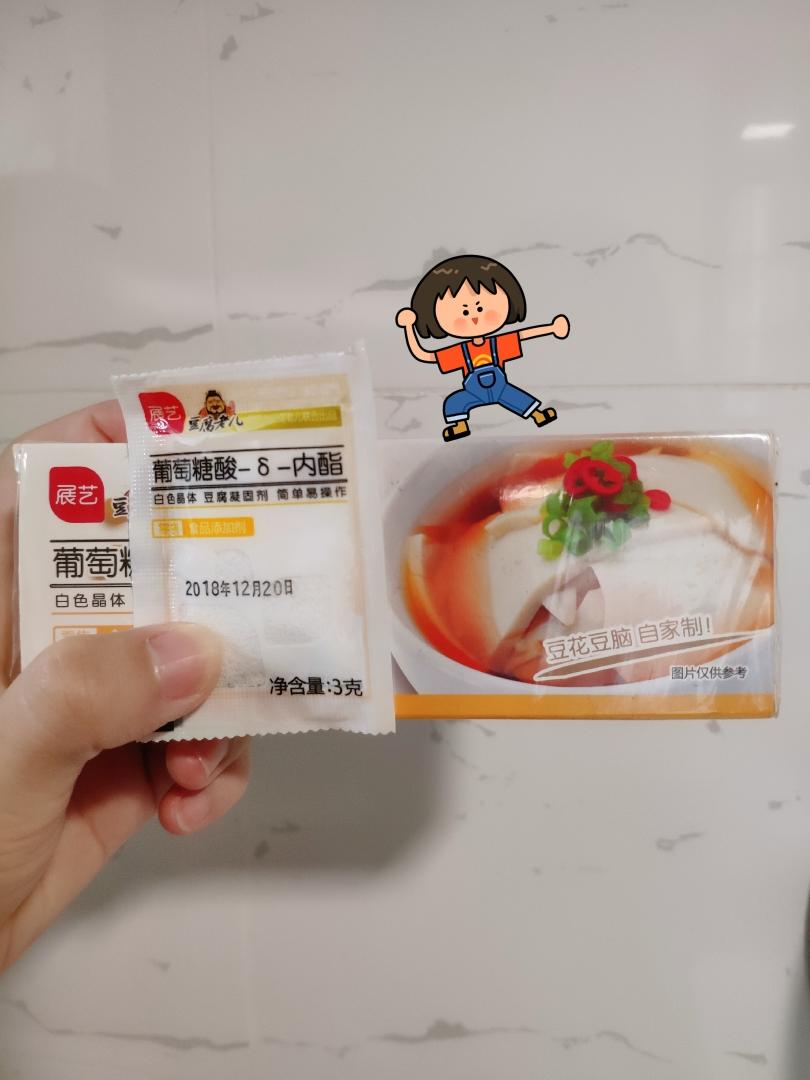 展艺
豆腐老儿
葡萄糖酸-δ-内酯
白色晶体 豆腐凝固剂 简单易操作
食品添加剂
2018年12月20日
净含量:3克
展艺
葡萄
白色晶体
豆花豆脑 自家制!
图片仅供参考